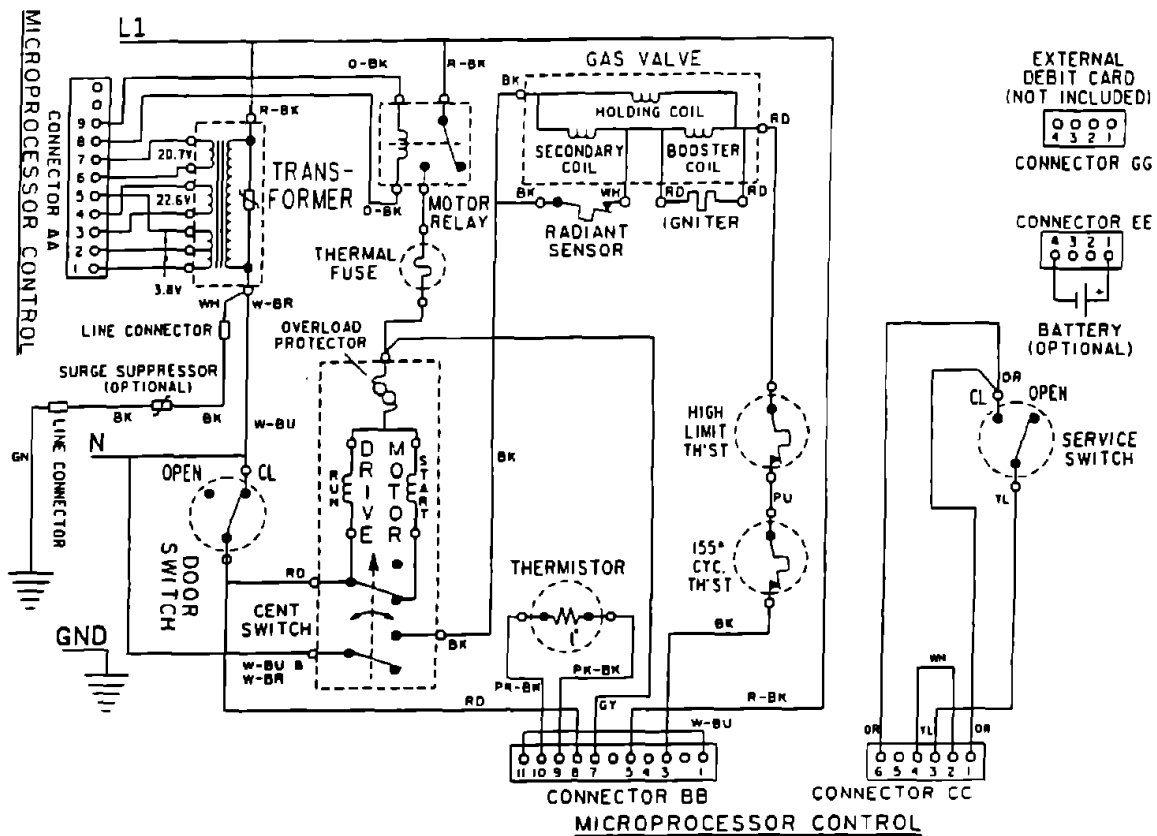 L1
MICROPROCESSOR CONTROL
CONNECTOR AA
9
8
7
6
5
4
3
2
1
20.7V
22.6V
3.8V
R-BK
TRANS-
FORMER
O-BK
R-BK
O-BK
MOTOR
RELAY
THERMAL
FUSE
OVERLOAD
PROTECTOR
GAS VALVE
BK
HOLDING COIL
SECONDARY
COIL
BOOSTER
COIL
RD
BK
WH
RD
RD
RADIANT
SENSOR
IGNITER
EXTERNAL
DEBIT CARD
(NOT INCLUDED)
4 3 2 1
CONNECTOR GG
CONNECTOR EE
4 3 2 1
+
BATTERY
(OPTIONAL)
WH
W-BR
LINE CONNECTOR
SURGE SUPPRESSOR
(OPTIONAL)
BK
BK
GN
LINE CONNECTOR
W-BU
N
OPEN
CL
DOOR
SWITCH
RUN
DRIVE
MOTOR
START
RD
CENT
SWITCH
W-BU &
W-BR
BK
BK
GND
RD
THERMISTOR
t°
PK-BK
PK-BK
GY
HIGH
LIMIT
TH'ST
PU
155°
CYC.
TH'ST
BK
R-BK
W-BU
11 10 9 8 7 5 4 3 1
CONNECTOR BB
OR
CL
OPEN
SERVICE
SWITCH
YL
WH
OR
YL
OR
6 5 4 3 2 1
CONNECTOR CC
MICROPROCESSOR CONTROL